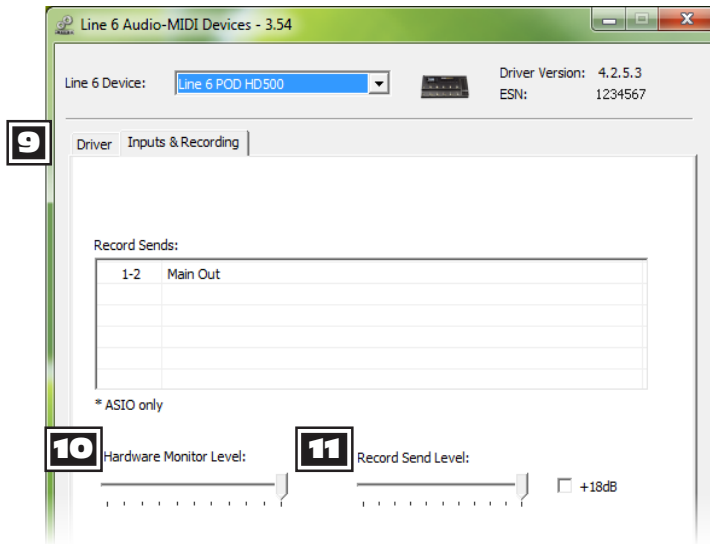 Line 6 Audio-MIDI Devices - 3.54
Line 6 Device: Line 6 POD HD500
Driver Version: 4.2.5.3
ESN: 1234567
9
Driver Inputs & Recording
Record Sends:
1-2 Main Out
* ASIO only
10 Hardware Monitor Level:
11 Record Send Level:
+18dB